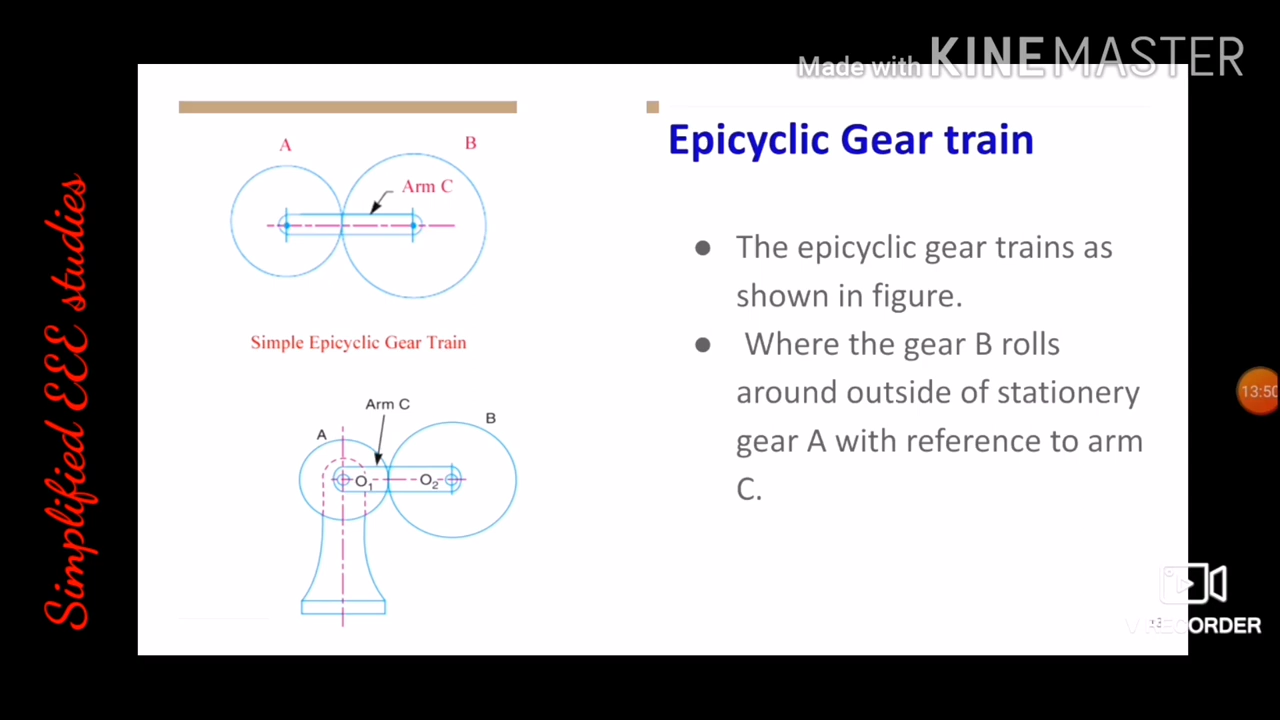 Made with KINEMASTER
Simplified EEE studies
A
B
Arm C
Simple Epicyclic Gear Train
Arm C
A
B
O1
O2
Epicyclic Gear train
● The epicyclic gear trains as
shown in figure.
● Where the gear B rolls
around outside of stationery
gear A with reference to arm
C.
13:50
V RECORDER